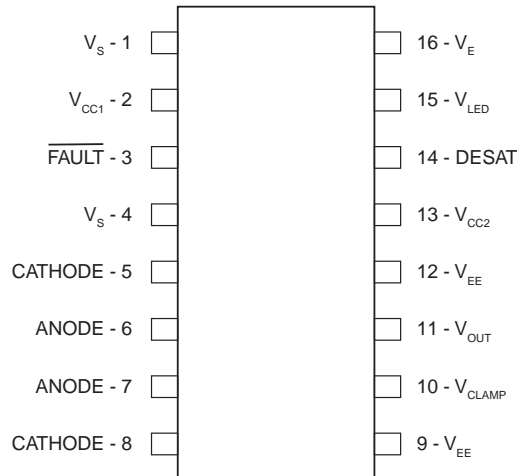 V_S - 1
V_CC1 - 2
F̅A̅U̅L̅T̅ - 3
V_S - 4
CATHODE - 5
ANODE - 6
ANODE - 7
CATHODE - 8
16 - V_E
15 - V_LED
14 - DESAT
13 - V_CC2
12 - V_EE
11 - V_OUT
10 - V_CLAMP
9 - V_EE